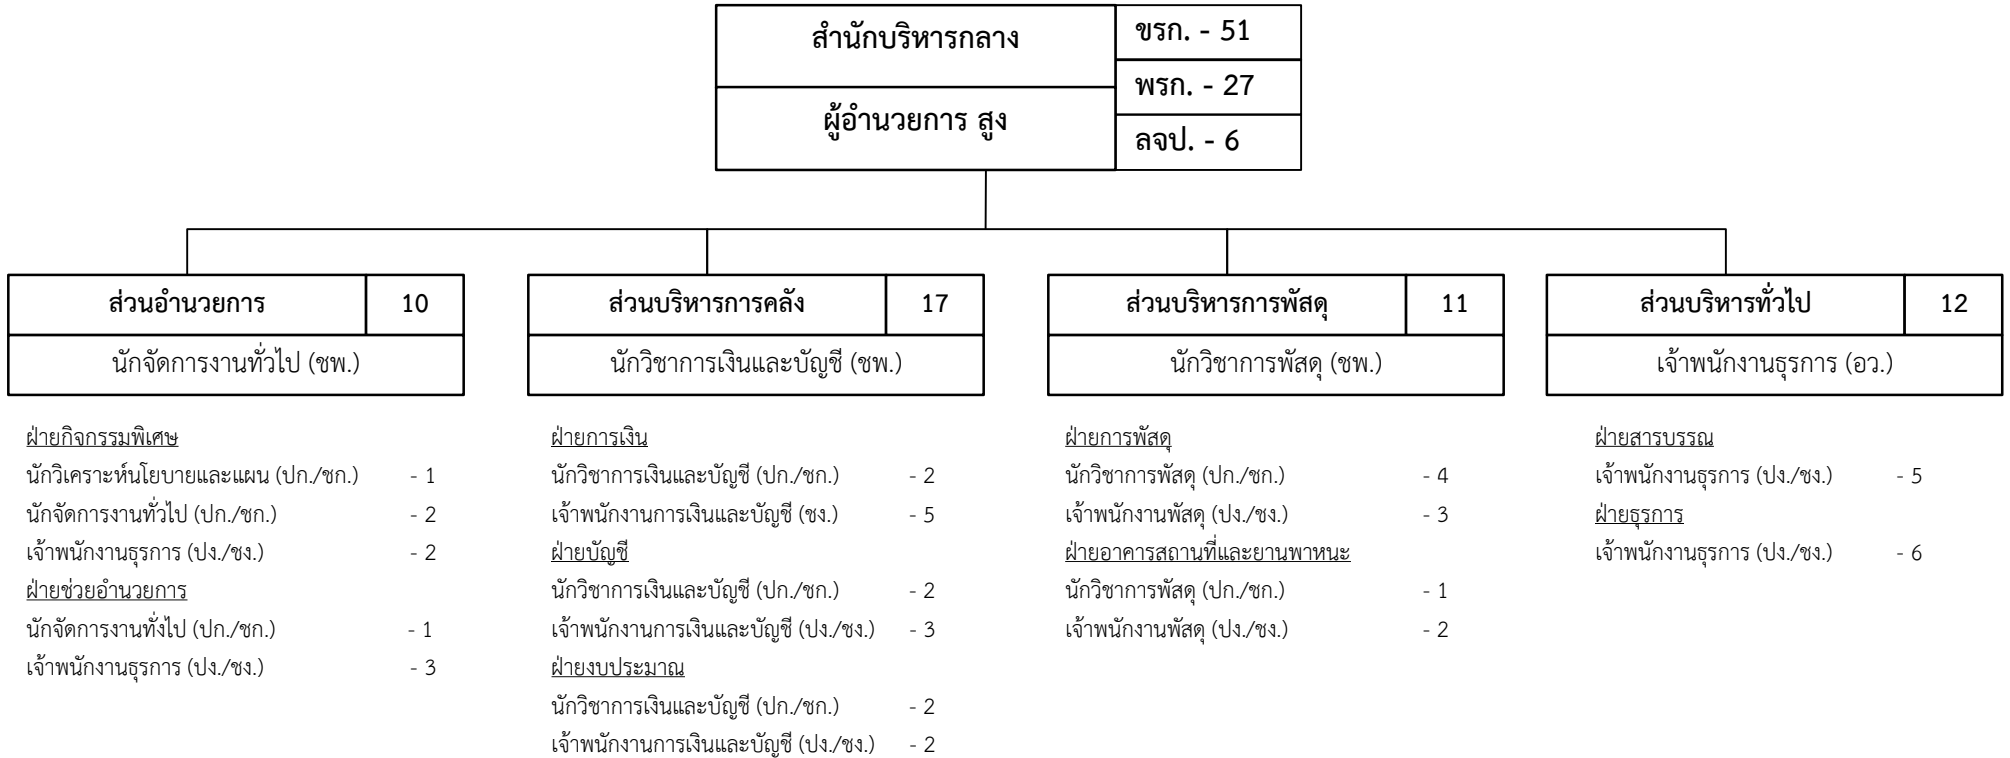 สำนักบริหารกลาง
ผู้อำนวยการ สูง
ขรก. - 51
พรก. - 27
ลจป. - 6
ส่วนอำนวยการ 10
นักจัดการงานทั่วไป (ชพ.)
ฝ่ายกิจกรรมพิเศษ
นักวิเคราะห์นโยบายและแผน (ปก./ชก.) - 1
นักจัดการงานทั่วไป (ปก./ชก.) - 2
เจ้าพนักงานธุรการ (ปง./ชง.) - 2
ฝ่ายช่วยอำนวยการ
นักจัดการงานทั่งไป (ปก./ชก.) - 1
เจ้าพนักงานธุรการ (ปง./ชง.) - 3
ส่วนบริหารการคลัง 17
นักวิชาการเงินและบัญชี (ชพ.)
ฝ่ายการเงิน
นักวิชาการเงินและบัญชี (ปก./ชก.) - 2
เจ้าพนักงานการเงินและบัญชี (ชง.) - 5
ฝ่ายบัญชี
นักวิชาการเงินและบัญชี (ปก./ชก.) - 2
เจ้าพนักงานการเงินและบัญชี (ปง./ชง.) - 3
ฝ่ายงบประมาณ
นักวิชาการเงินและบัญชี (ปก./ชก.) - 2
เจ้าพนักงานการเงินและบัญชี (ปง./ชง.) - 2
ส่วนบริหารการพัสดุ 11
นักวิชาการพัสดุ (ชพ.)
ฝ่ายการพัสดุ
นักวิชาการพัสดุ (ปก./ชก.) - 4
เจ้าพนักงานพัสดุ (ปง./ชง.) - 3
ฝ่ายอาคารสถานที่และยานพาหนะ
นักวิชาการพัสดุ (ปก./ชก.) - 1
เจ้าพนักงานพัสดุ (ปง./ชง.) - 2
ส่วนบริหารทั่วไป 12
เจ้าพนักงานธุรการ (อว.)
ฝ่ายสารบรรณ
เจ้าพนักงานธุรการ (ปง./ชง.) - 5
ฝ่ายธุรการ
เจ้าพนักงานธุรการ (ปง./ชง.) - 6